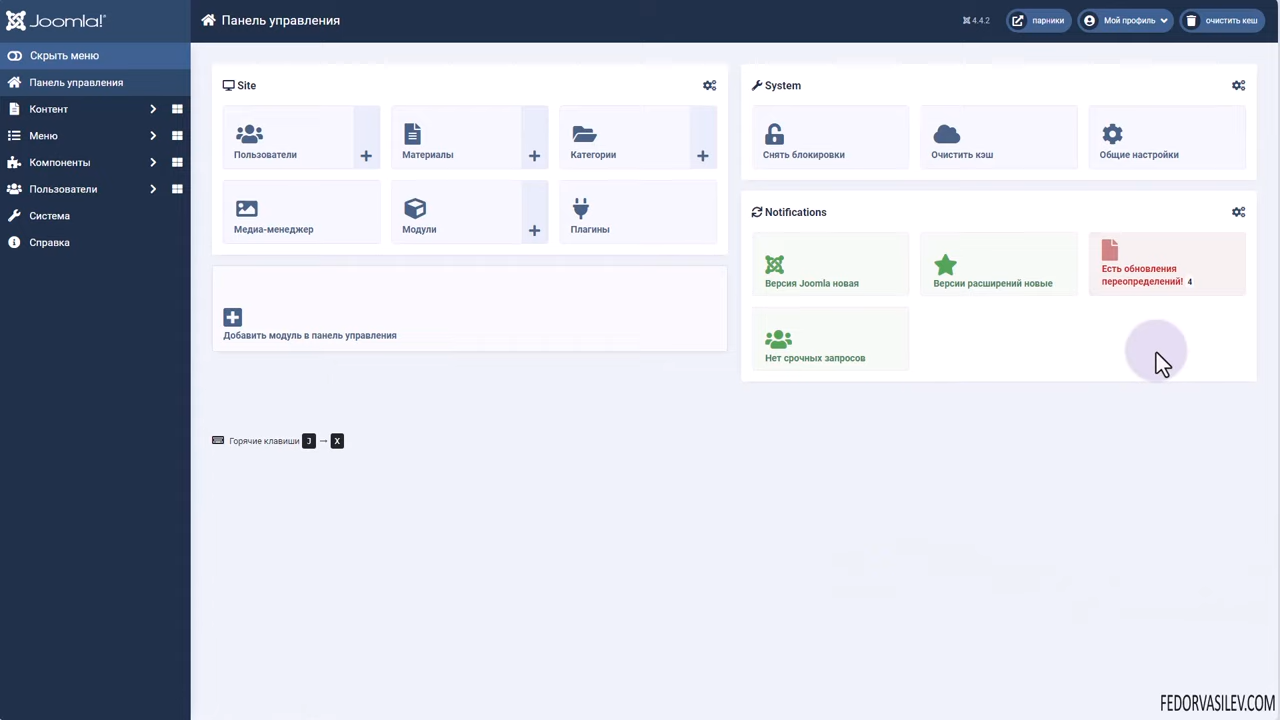 Joomla!
Панель управления
4.4.2
парники
Мой профиль
очистить кеш
Скрыть меню
Панель управления
Контент
Меню
Компоненты
Пользователи
Система
Справка
Site
Пользователи
Материалы
Категории
Медиа-менеджер
Модули
Плагины
Добавить модуль в панель управления
Горячие клавиши J → X
System
Снять блокировки
Очистить кэш
Общие настройки
Notifications
Версия Joomla новая
Версии расширений новые
Есть обновления
переопределений! 4
Нет срочных запросов
FEDORVASILEV.COM